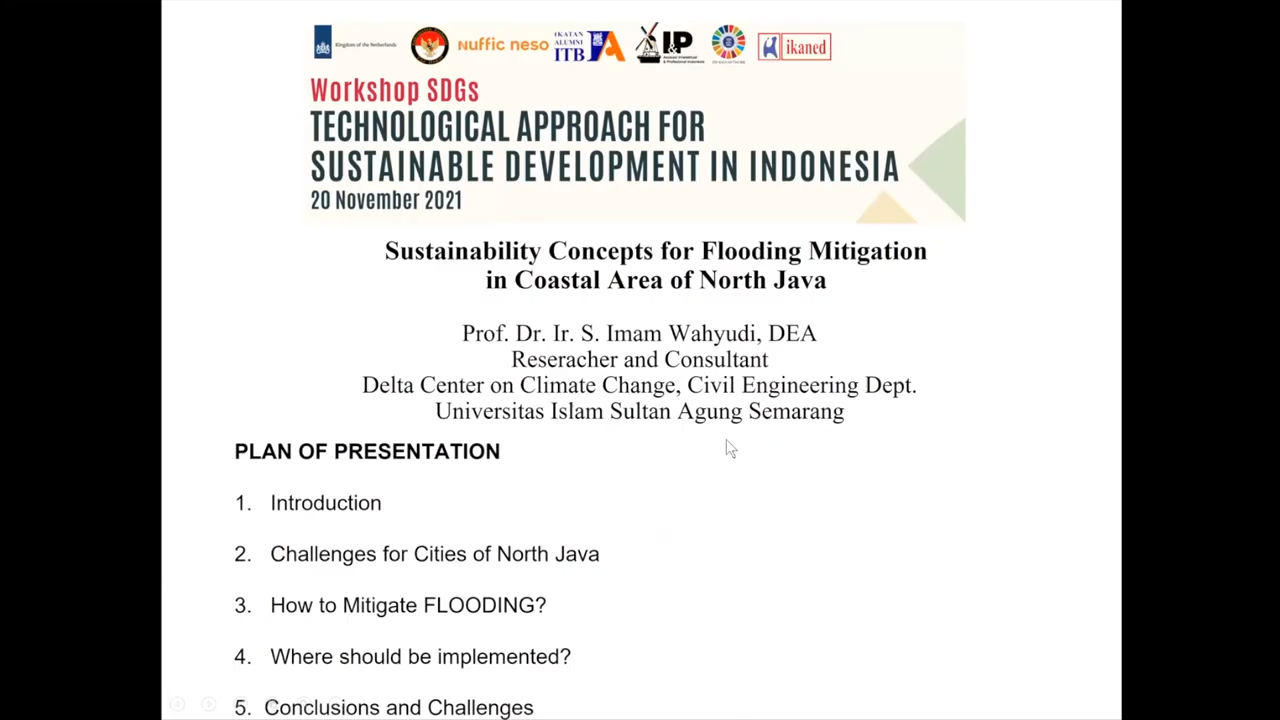 Kingdom of the Netherlands
Nuffic neso
IKATAN
ALUMNI
ITB
IA
I&P
ikaned
Workshop SDGs
TECHNOLOGICAL APPROACH FOR
SUSTAINABLE DEVELOPMENT IN INDONESIA
20 November 2021
Sustainability Concepts for Flooding Mitigation
in Coastal Area of North Java
Prof. Dr. Ir. S. Imam Wahyudi, DEA
Reseracher and Consultant
Delta Center on Climate Change, Civil Engineering Dept.
Universitas Islam Sultan Agung Semarang
PLAN OF PRESENTATION
1. Introduction
2. Challenges for Cities of North Java
3. How to Mitigate FLOODING?
4. Where should be implemented?
5. Conclusions and Challenges